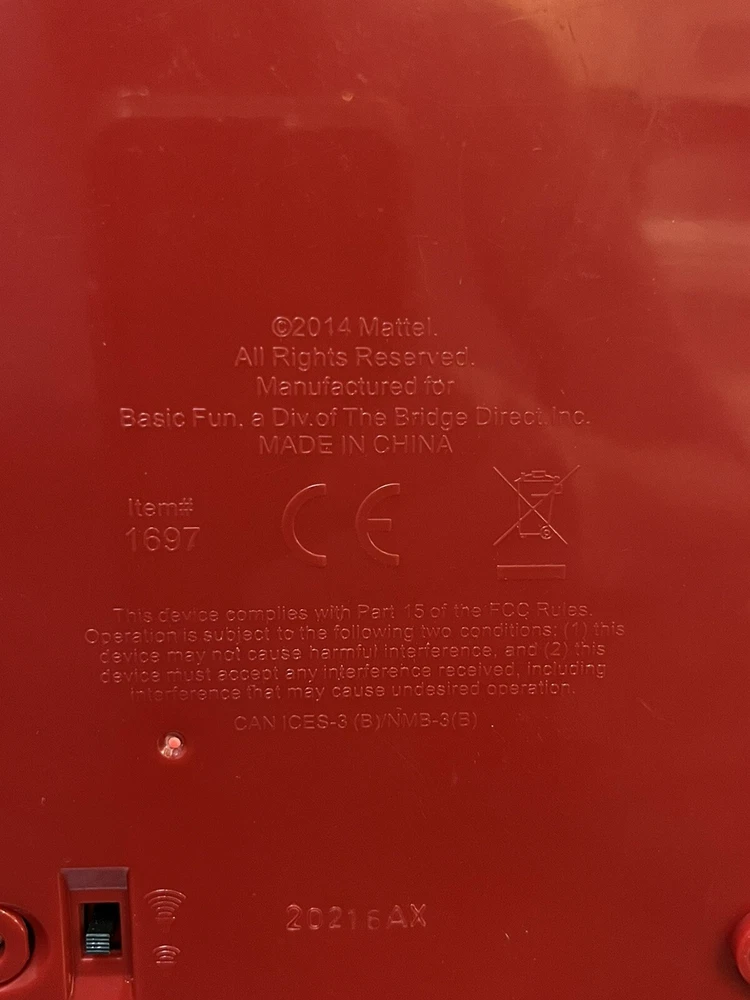 ©2014 Mattel.
All Rights Reserved.
Manufactured for
Basic Fun, a Div.of The Bridge Direct,Inc.
MADE IN CHINA
Item#
1697
CE
This device complies with Part 15 of the FCC Rules.
Operation is subject to the following two conditions: (1) this
device may not cause harmful interference, and (2) this
device must accept any interference received, including
interference that may cause undesired operation.
CAN ICES-3 (B)/NMB-3(B)
20216AX